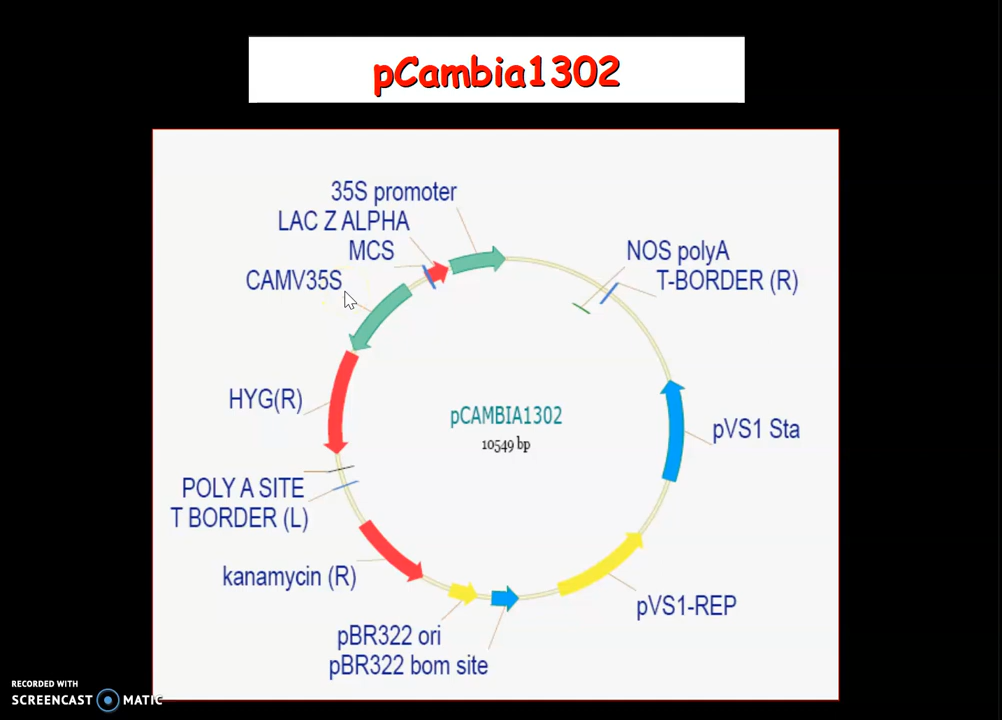 pCambia1302
35S promoter
LAC Z ALPHA
MCS
CAMV35S
NOS polyA
T-BORDER (R)
HYG(R)
pCAMBIA1302
10549 bp
pVS1 Sta
POLY A SITE
T BORDER (L)
kanamycin (R)
pVS1-REP
pBR322 ori
pBR322 bom site
RECORDED WITH
SCREENCAST MATIC